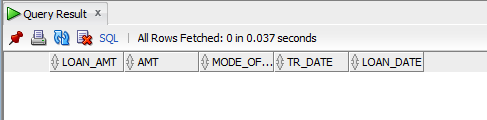 Query Result x
SQL | All Rows Fetched: 0 in 0.037 seconds
LOAN_AMT AMT MODE_OF... TR_DATE LOAN_DATE